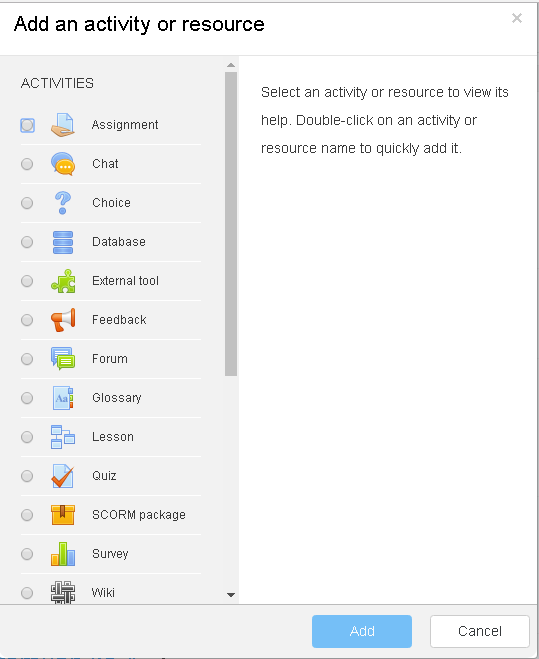 Add an activity or resource
×
ACTIVITIES
Assignment
Chat
Choice
Database
External tool
Feedback
Forum
Aa
Glossary
Lesson
Quiz
SCORM package
Survey
Wiki
Select an activity or resource to view its
help. Double-click on an activity or
resource name to quickly add it.
Add
Cancel